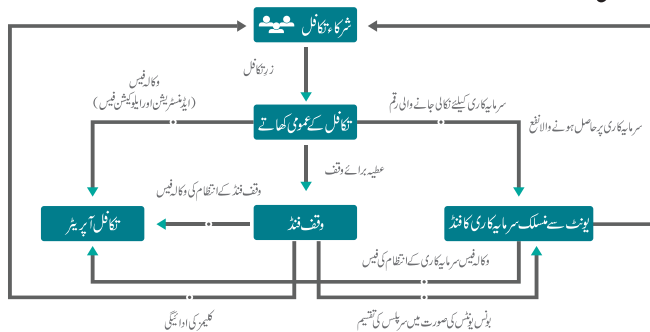 شرکاء تکافل
زرِ تکافل
وکالہ فیس
(ایڈمنسٹریشن اور ایلوکیشن فیس)
تکافل کے عمومی کھاتے
سرمایہ کاری کیلئے نکالی جانے والی رقم
سرمایہ کاری پر حاصل ہونے والا نفع
عطیہ برائے وقف
وقف فنڈ کے انتظام کی وکالہ فیس
یونٹ سے منسلک سرمایہ کاری کا فنڈ
وقف فنڈ
تکافل آپریٹر
وکالہ فیس سرمایہ کاری کے انتظام کی فیس
بونس یونٹس کی صورت میں سرپلس کی تقسیم
کلیمز کی ادائیگی